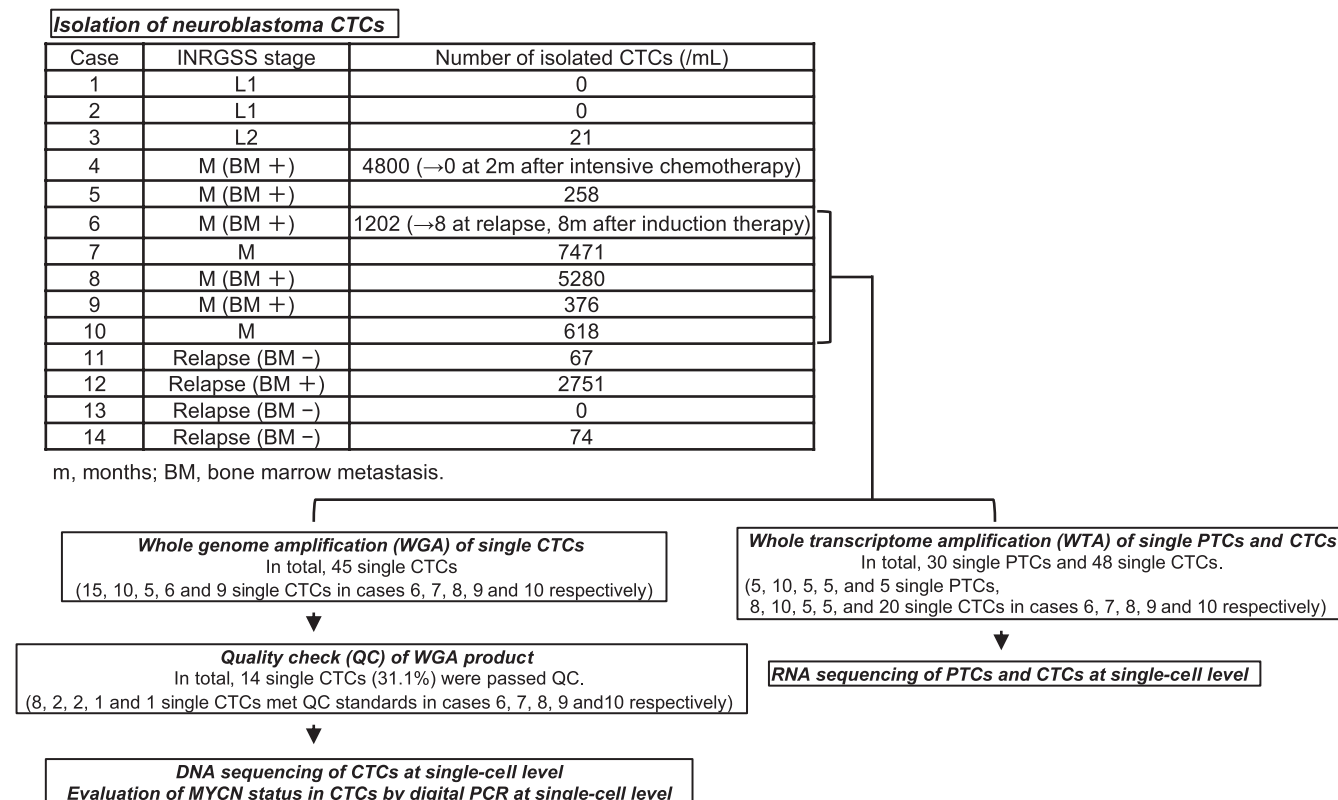 Isolation of neuroblastoma CTCs
Case INRGSS stage Number of isolated CTCs (/mL)
1 L1 0
2 L1 0
3 L2 21
4 M (BM +) 4800 (→0 at 2m after intensive chemotherapy)
5 M (BM +) 258
6 M (BM +) 1202 (→8 at relapse, 8m after induction therapy)
7 M 7471
8 M (BM +) 5280
9 M (BM +) 376
10 M 618
11 Relapse (BM −) 67
12 Relapse (BM +) 2751
13 Relapse (BM −) 0
14 Relapse (BM −) 74
m, months; BM, bone marrow metastasis.
Whole genome amplification (WGA) of single CTCs
In total, 45 single CTCs
(15, 10, 5, 6 and 9 single CTCs in cases 6, 7, 8, 9 and 10 respectively)
Quality check (QC) of WGA product
In total, 14 single CTCs (31.1%) were passed QC.
(8, 2, 2, 1 and 1 single CTCs met QC standards in cases 6, 7, 8, 9 and10 respectively)
DNA sequencing of CTCs at single-cell level
Evaluation of MYCN status in CTCs by digital PCR at single-cell level
Whole transcriptome amplification (WTA) of single PTCs and CTCs
In total, 30 single PTCs and 48 single CTCs.
(5, 10, 5, 5, and 5 single PTCs,
8, 10, 5, 5, and 20 single CTCs in cases 6, 7, 8, 9 and 10 respectively)
RNA sequencing of PTCs and CTCs at single-cell level